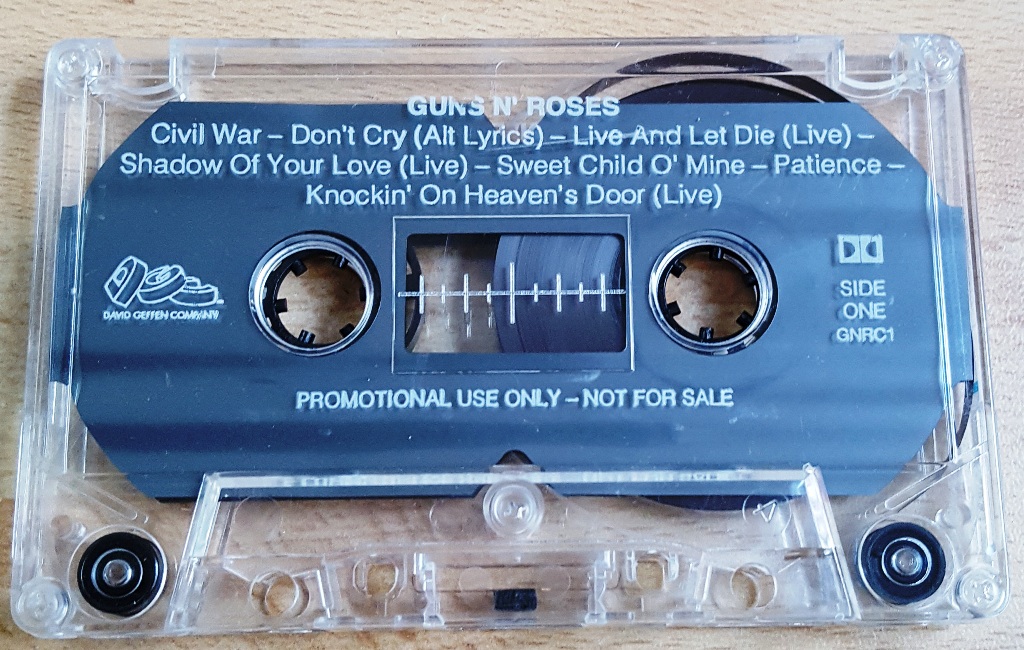 GUNS N' ROSES
Civil War – Don't Cry (Alt Lyrics) – Live And Let Die (Live) –
Shadow Of Your Love (Live) – Sweet Child O' Mine – Patience –
Knockin' On Heaven's Door (Live)
DAVID GEFFEN COMPANY
SIDE
ONE
GNRC1
PROMOTIONAL USE ONLY – NOT FOR SALE
4